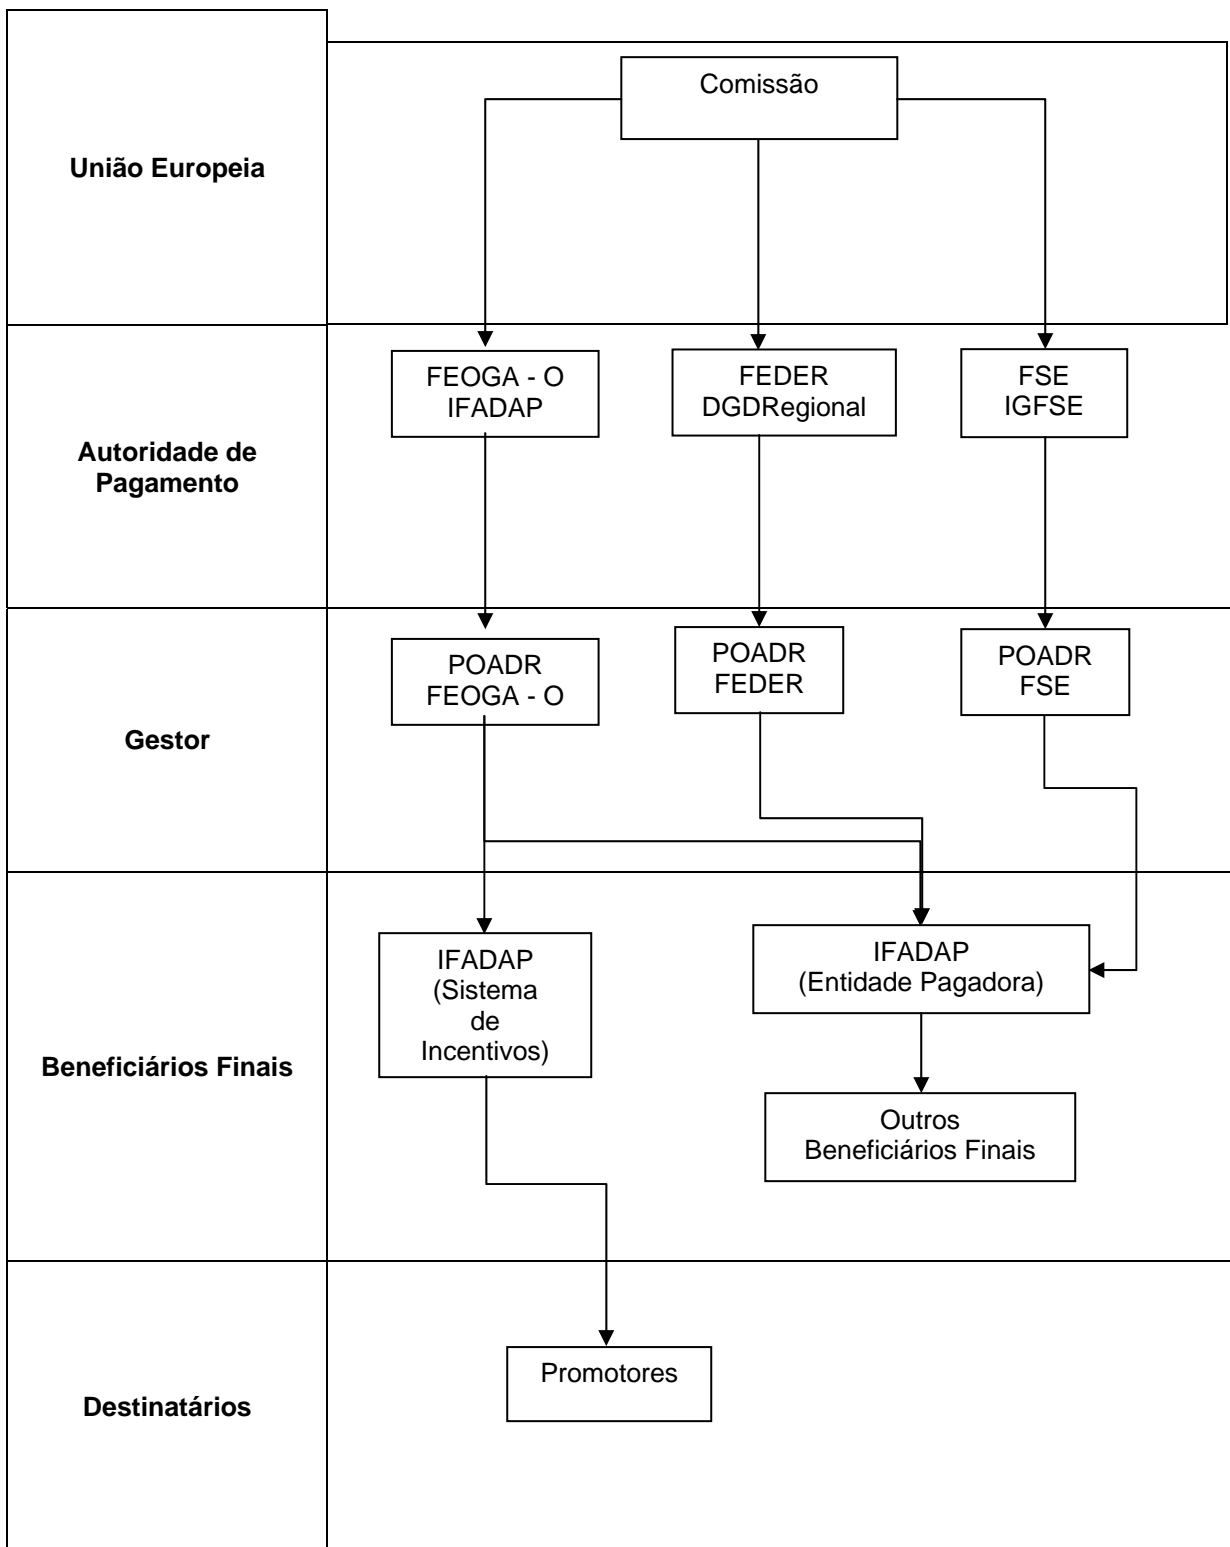 União Europeia
Comissão
Autoridade de
Pagamento
FEOGA - O
IFADAP
FEDER
DGDRegional
FSE
IGFSE
Gestor
POADR
FEOGA - O
POADR
FEDER
POADR
FSE
Beneficiários Finais
IFADAP
(Sistema
de
Incentivos)
IFADAP
(Entidade Pagadora)
Outros
Beneficiários Finais
Destinatários
Promotores